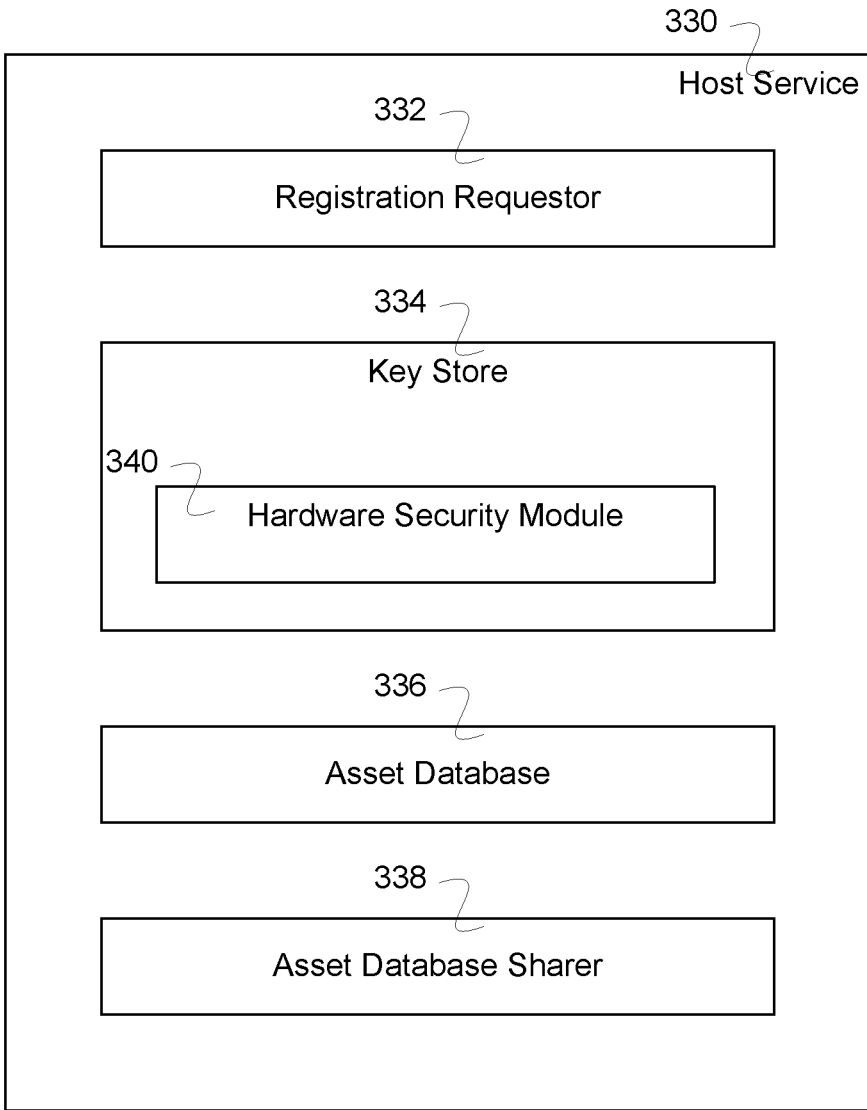 330
Host Service
332
Registration Requestor
334
Key Store
340
Hardware Security Module
336
Asset Database
338
Asset Database Sharer